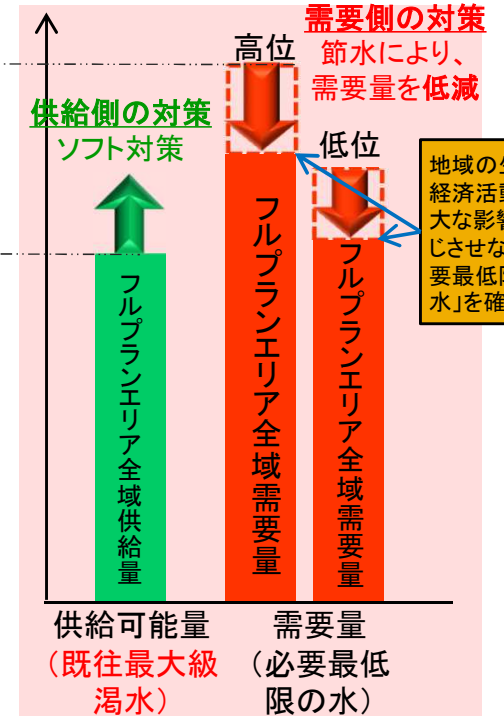 需要側の対策
節水により、
需要量を低減
高位
供給側の対策
ソフト対策
低位
地域の
経済活動
大な影響
じさせな
要最低限
水」を確
フルプランエリア全域供給量
フルプランエリア全域需要量
フルプランエリア全域需要量
供給可能量
（既往最大級
渇水）
需要量
（必要最低
限の水）